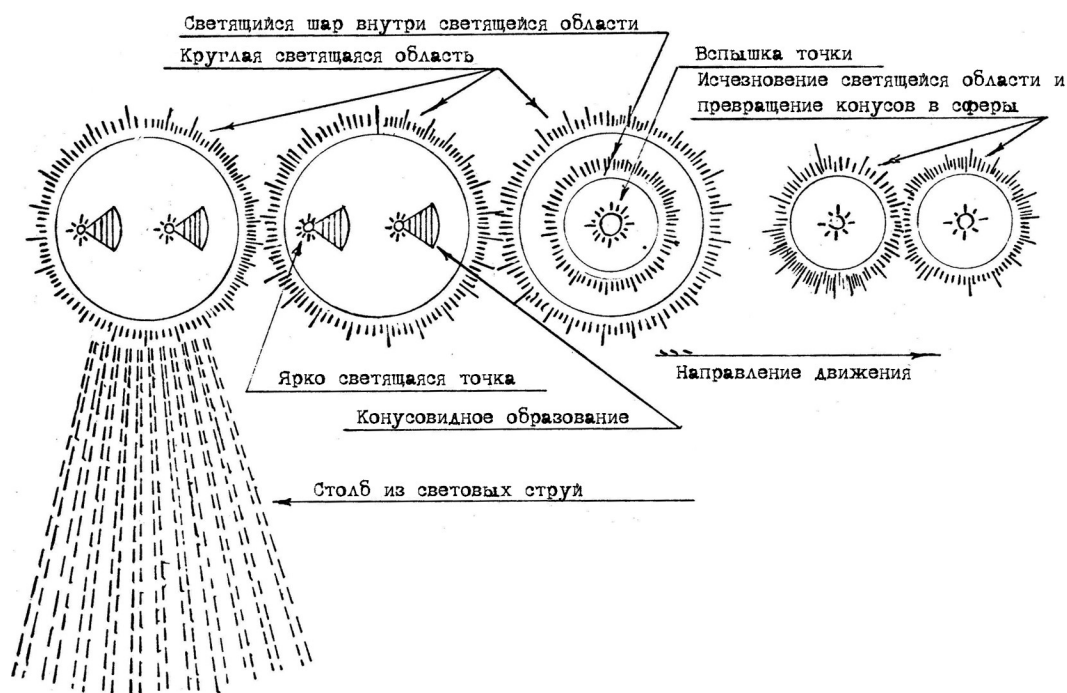 Светящийся шар внутри светящейся области
Круглая светящаяся область
Вспышка точки
Исчезновение светящейся области и
превращение конусов в сферы
Направление движения
Ярко светящаяся точка
Конусовидное образование
Столб из световых струй